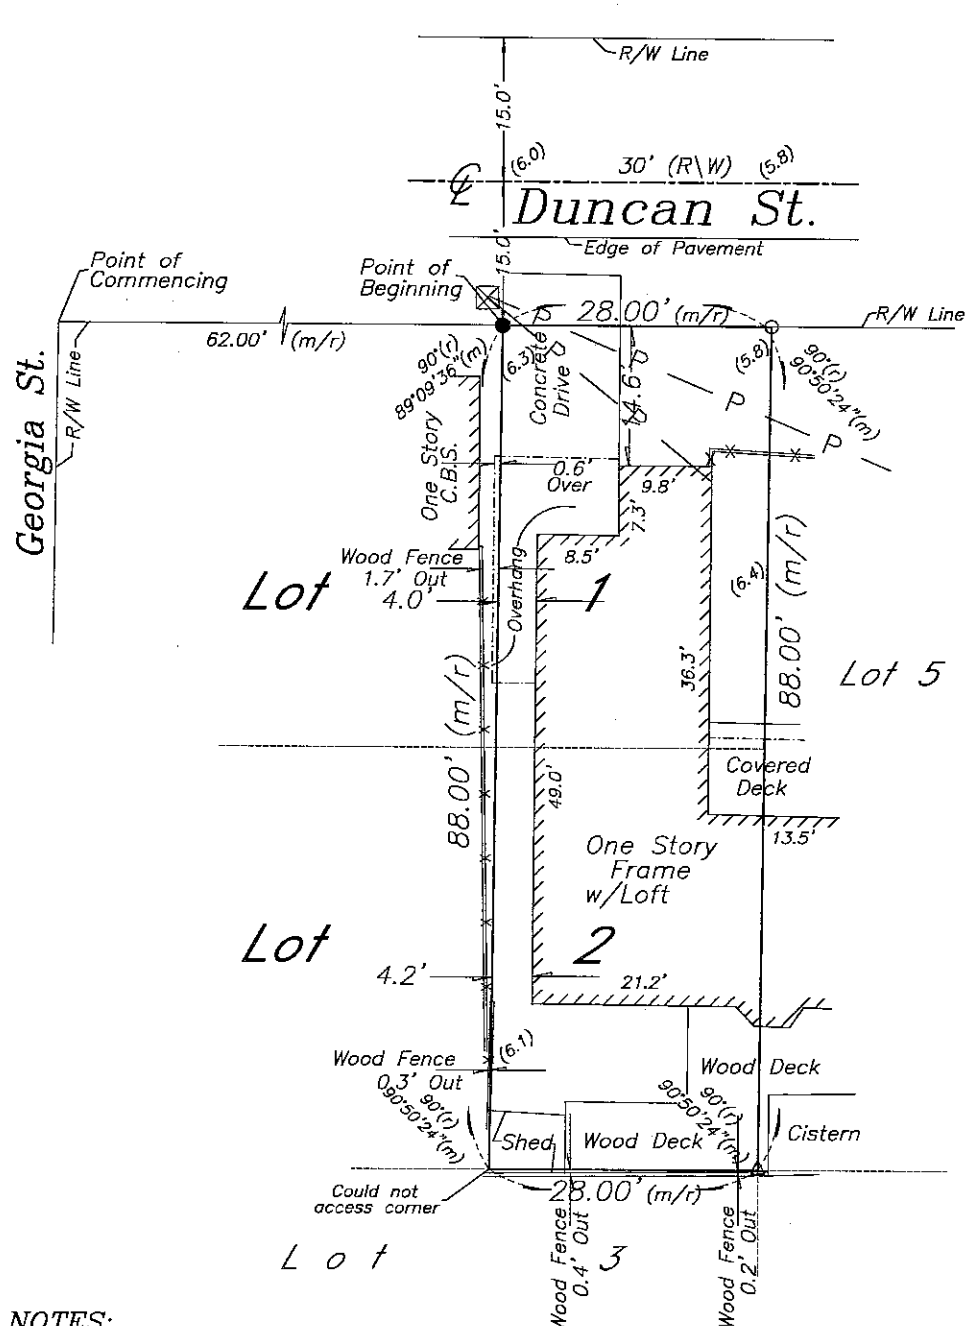 R/W Line
15.0'
(6.0)
30' (R\W)
(5.8)
Duncan St.
15.0'
Edge of Pavement
Point of
Commencing
Point of
Beginning
28.00' (m/r)
R/W Line
62.00' (m/r)
Georgia St.
R/W Line
90°(r)
89°09'36"(m)
(6.3)
Concrete
Drive
P
P
P
P
P
P
(5.8)
90°(r)
90°50'24"(m)
One Story
C.B.S.
0.6'
Over
9.8'
7.3'
8.5'
Wood Fence
1.7' Out
Overhang
4.0'
Lot 1
(6.4)
88.00' (m/r)
36.3'
Lot 5
88.00' (m/r)
49.0'
Covered
Deck
13.5'
One Story
Frame
w/Loft
Lot 2
4.2'
21.2'
(6.1)
Wood Fence
0.3' Out
Wood Deck
90°(r)
90°50'24"(m)
90°(r)
90°50'24"(m)
Shed
Wood Deck
Cistern
28.00' (m/r)
Could not
access corner
Wood Fence
0.4' Out
Wood Fence
0.2' Out
Lot 3
NOTES: